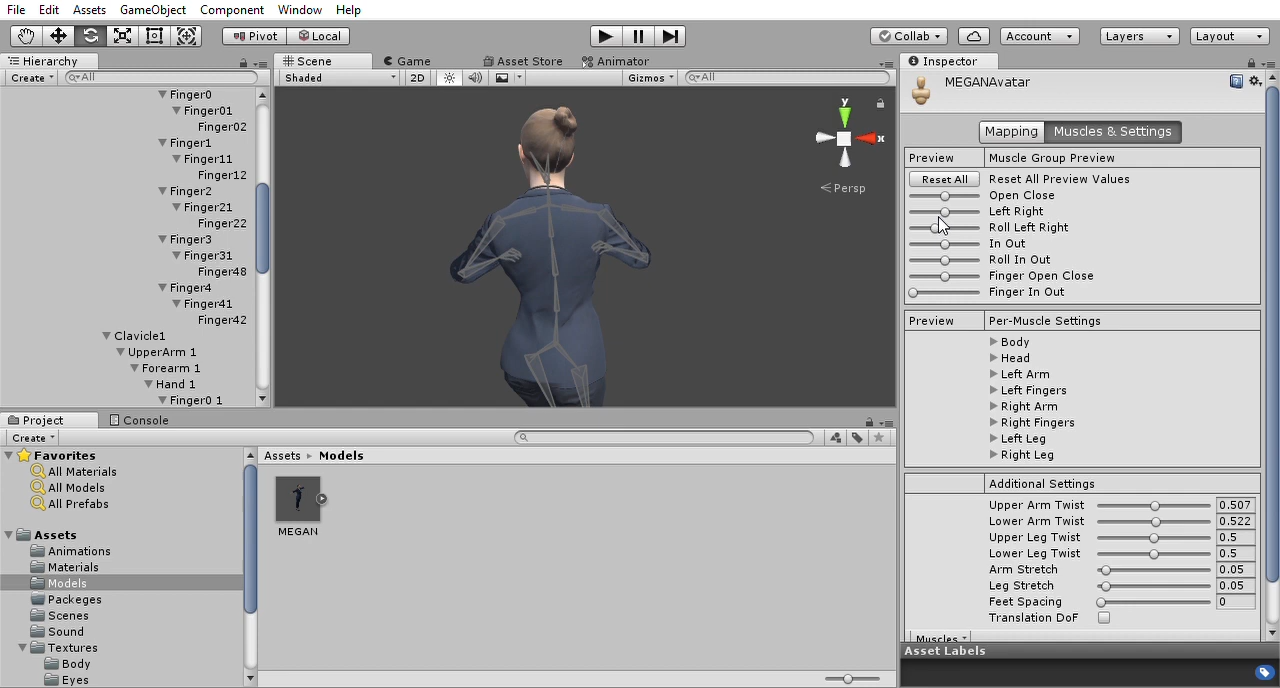 File Edit Assets GameObject Component Window Help
Pivot Local Collab Account Layers Layout
Hierarchy
Create All
Finger0
Finger01
Finger02
Finger1
Finger11
Finger12
Finger2
Finger21
Finger22
Finger3
Finger31
Finger48
Finger4
Finger41
Finger42
Clavicle1
UpperArm 1
Forearm 1
Hand 1
Finger0 1
Scene Game Asset Store Animator
Shaded 2D Gizmos All
y
x
Persp
Project Console
Create
Favorites
All Materials
All Models
All Prefabs
Assets
Animations
Materials
Models
Packeges
Scenes
Sound
Textures
Body
Eyes
Assets Models
MEGAN
Inspector
MEGANAvatar
Mapping Muscles & Settings
Preview Muscle Group Preview
Reset All Reset All Preview Values
Open Close
Left Right
Roll Left Right
In Out
Roll In Out
Finger Open Close
Finger In Out
Preview Per-Muscle Settings
Body
Head
Left Arm
Left Fingers
Right Arm
Right Fingers
Left Leg
Right Leg
Additional Settings
Upper Arm Twist 0.507
Lower Arm Twist 0.522
Upper Leg Twist 0.5
Lower Leg Twist 0.5
Arm Stretch 0.05
Leg Stretch 0.05
Feet Spacing 0
Translation DoF
Muscles
Asset Labels